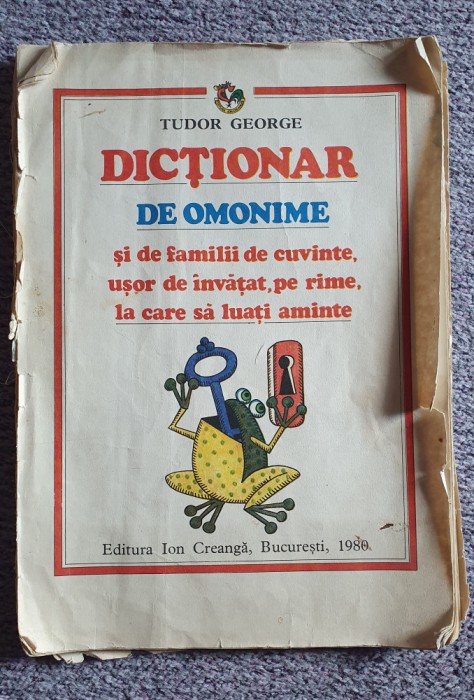 TUDOR GEORGE
DICȚIONAR
DE OMONIME
și de familii de cuvinte,
ușor de învățat, pe rime,
la care să luați aminte
Editura Ion Creangă, București, 1980